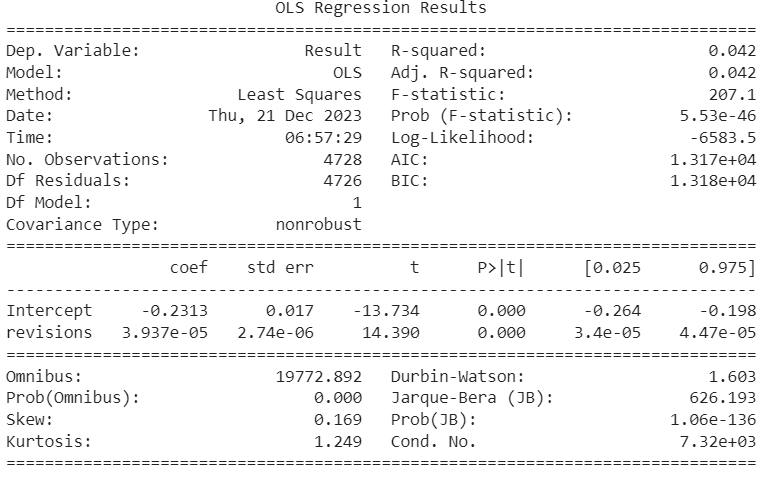 OLS Regression Results
==============================================================================
Dep. Variable: Result R-squared: 0.042
Model: OLS Adj. R-squared: 0.042
Method: Least Squares F-statistic: 207.1
Date: Thu, 21 Dec 2023 Prob (F-statistic): 5.53e-46
Time: 06:57:29 Log-Likelihood: -6583.5
No. Observations: 4728 AIC: 1.317e+04
Df Residuals: 4726 BIC: 1.318e+04
Df Model: 1
Covariance Type: nonrobust
==============================================================================
coef std err t P>|t| [0.025 0.975]
------------------------------------------------------------------------------
Intercept -0.2313 0.017 -13.734 0.000 -0.264 -0.198
revisions 3.937e-05 2.74e-06 14.390 0.000 3.4e-05 4.47e-05
==============================================================================
Omnibus: 19772.892 Durbin-Watson: 1.603
Prob(Omnibus): 0.000 Jarque-Bera (JB): 626.193
Skew: 0.169 Prob(JB): 1.06e-136
Kurtosis: 1.249 Cond. No. 7.32e+03
==============================================================================